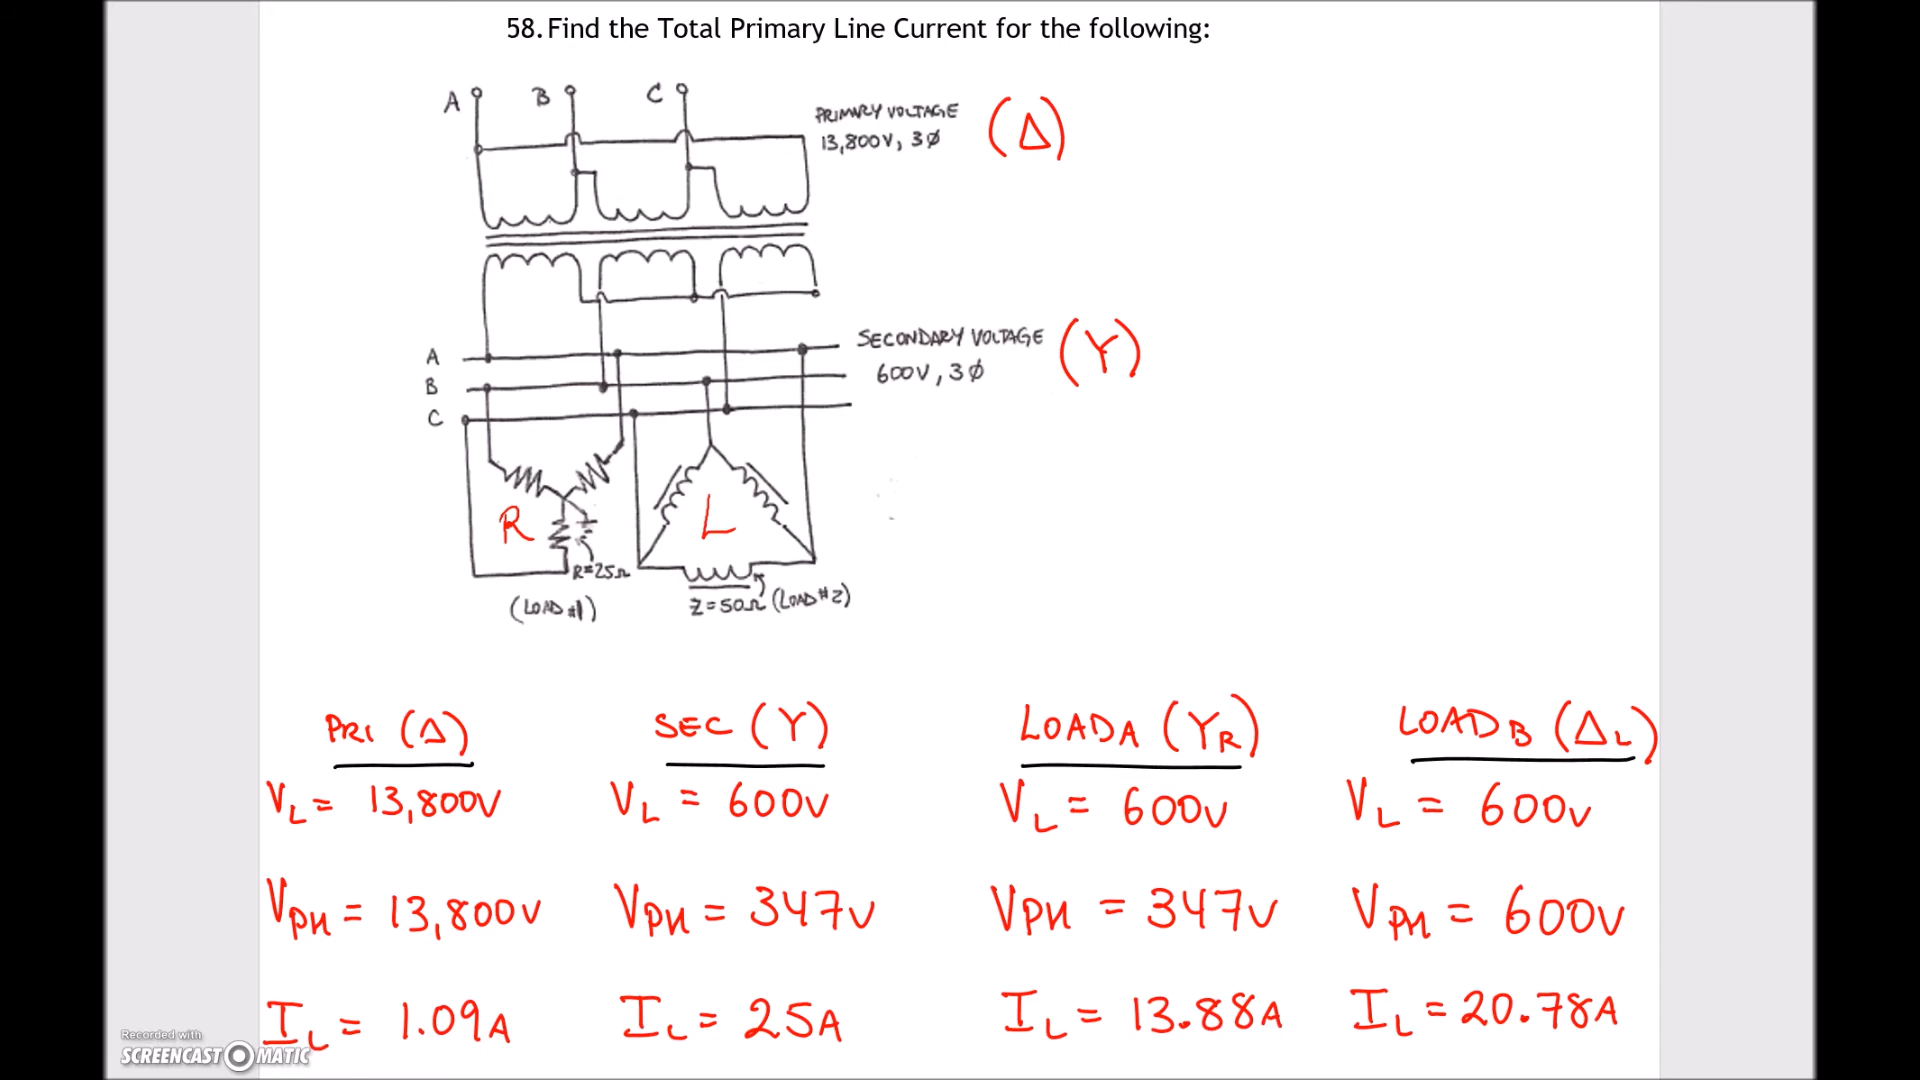 58. Find the Total Primary Line Current for the following:
A B C
PRIMARY VOLTAGE
13,800V, 3Ø
(Δ)
A
B
C
SECONDARY VOLTAGE
600V, 3Ø
(Y)
R
L
R=25Ω
(LOAD #1)
Z=50Ω (LOAD #2)
PRI (Δ)
VL = 13,800V
VPH = 13,800V
IL = 1.09A
SEC (Y)
VL = 600V
VPH = 347V
IL = 25A
LOAD A (YR)
VL = 600V
VPH = 347V
IL = 13.88A
LOAD B (ΔL)
VL = 600V
VPH = 600V
IL = 20.78A
Recorded with
SCREENCAST MATIC